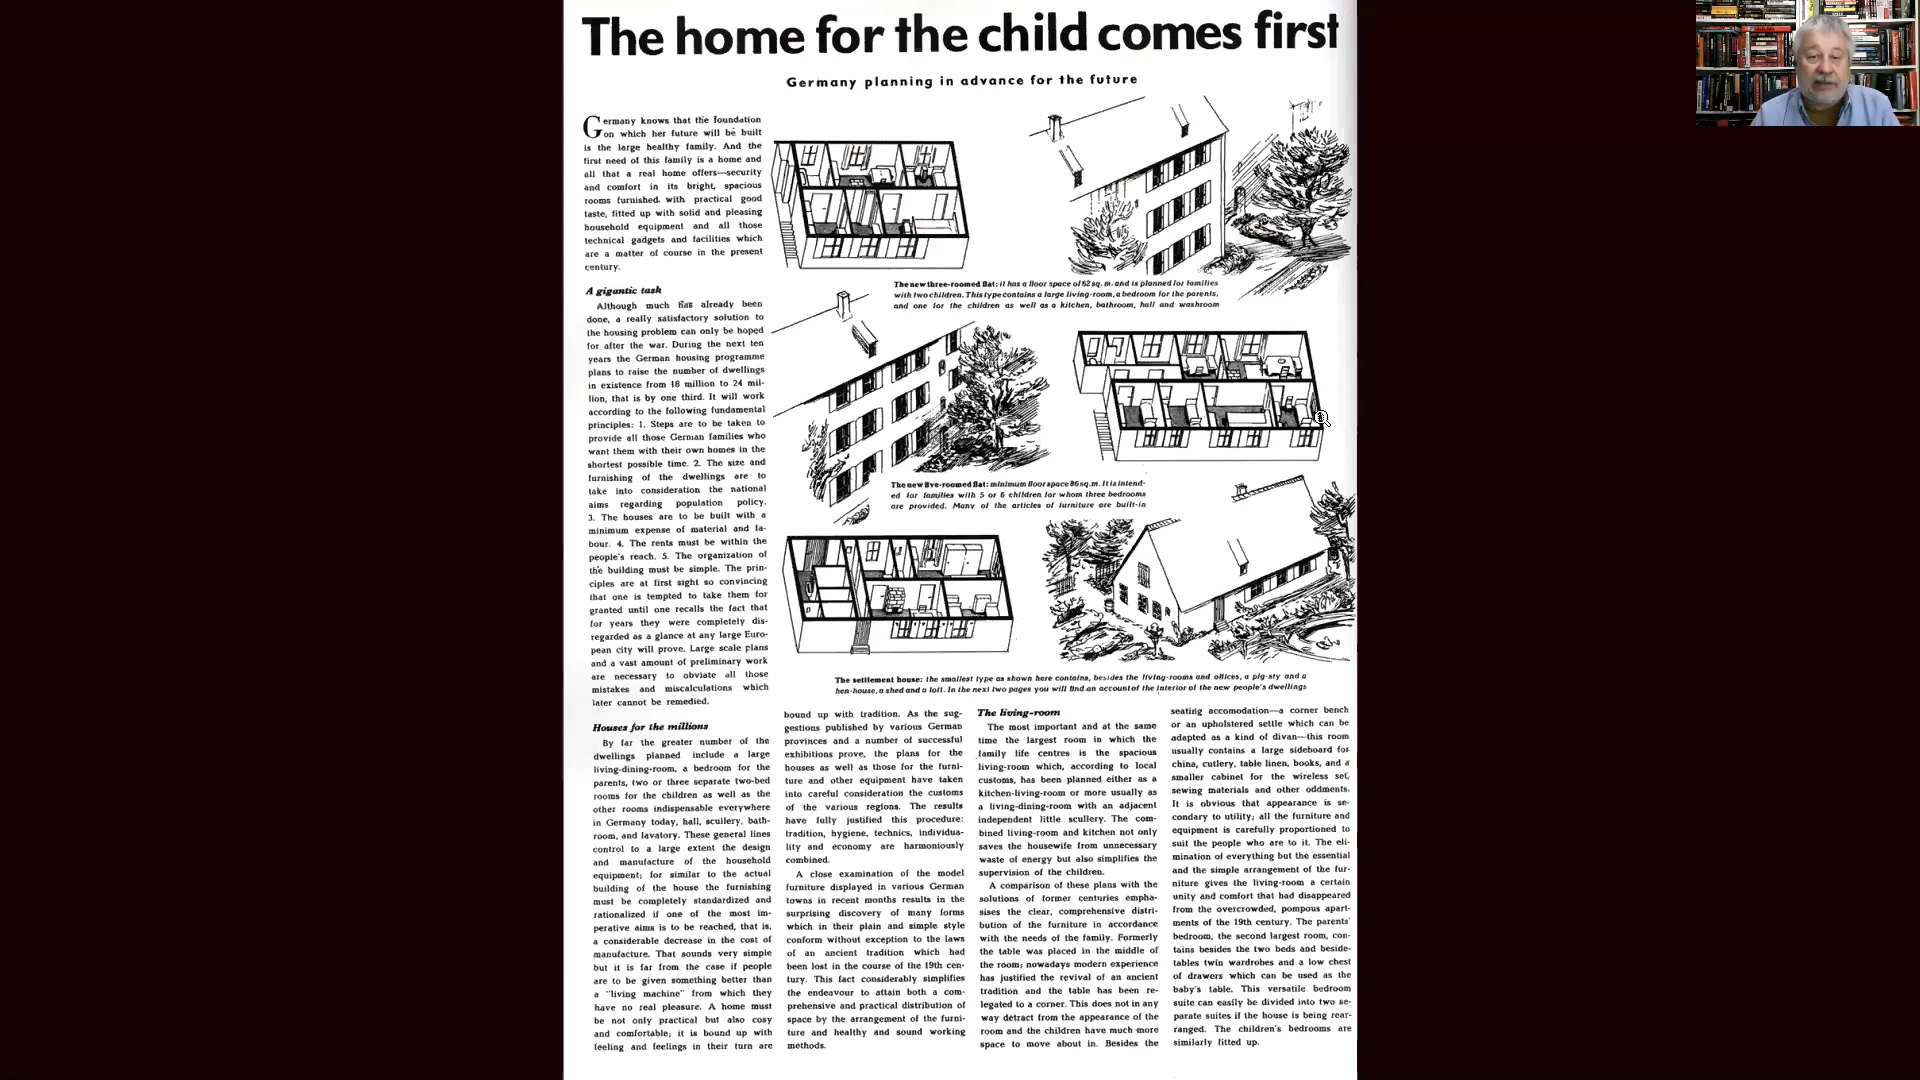 The home for the child comes first
Germany planning in advance for the future
Germany knows that the foundation
on which her future will be built
is the large healthy family. And the
first need of this family is a home and
all that a real home offers—security
and comfort in its bright, spacious
rooms furnished with practical good
taste, fitted up with solid and pleasing
household equipment and all those
technical gadgets and facilities which
are a matter of course in the present
century.
A gigantic task
Although much has already been
done, a really satisfactory solution to
the housing problem can only be hoped
for after the war. During the next ten
years the German housing programme
plans to raise the number of dwellings
in existence from 18 million to 24 mil-
lion, that is by one third. It will work
according to the following fundamental
principles: 1. Steps are to be taken to
provide all those German families who
want them with their own homes in the
shortest possible time. 2. The size and
furnishing of the dwellings are to
take into consideration the national
aims regarding population policy.
3. The houses are to be built with a
minimum expense of material and la-
bour. 4. The rents must be within the
people's reach. 5. The organization of
the building must be simple. The prin-
ciples are at first sight so convincing
that one is tempted to take them for
granted until one recalls the fact that
for years they were completely dis-
regarded as a glance at any large Euro-
pean city will prove. Large scale plans
and a vast amount of preliminary work
are necessary to obviate all those
mistakes and miscalculations which
later cannot be remedied.
The new three-roomed flat: it has a floor space of 62 sq. m. and is planned for families
with two children. This type contains a large living-room, a bedroom for the parents,
and one for the children as well as a kitchen, bathroom, hall and washroom
The new five-roomed flat: minimum floor space 86 sq. m. It is intend-
ed for families with 5 or 6 children for whom three bedrooms
are provided. Many of the articles of furniture are built-in
The settlement house: the smallest type as shown here contains, besides the living-rooms and offices, a pig-sty and a
hen-house, a shed and a loft. In the next two pages you will find an account of the interior of the new people's dwellings
Houses for the millions
By far the greater number of the
dwellings planned include a large
living-dining-room, a bedroom for the
parents, two or three separate two-bed
rooms for the children as well as the
other rooms indispensable everywhere
in Germany today, hall, scullery, bath-
room, and lavatory. These general lines
control to a large extent the design
and manufacture of the household
equipment; for similar to the actual
building of the house the furnishing
must be completely standardized and
rationalized if one of the most im-
perative aims is to be reached, that is,
a considerable decrease in the cost of
manufacture. That sounds very simple
but it is far from the case if people
are to be given something better than
a "living machine" from which they
have no real pleasure. A home must
be not only practical but also cosy
and comfortable; it is bound up with
feeling and feelings in their turn are
bound up with tradition. As the sug-
gestions published by various German
provinces and a number of successful
exhibitions prove, the plans for the
houses as well as those for the furni-
ture and other equipment have taken
into careful consideration the customs
of the various regions. The results
have fully justified this procedure:
tradition, hygiene, technics, individua-
lity and economy are harmoniously
combined.
A close examination of the model
furniture displayed in various German
towns in recent months results in the
surprising discovery of many forms
which in their plain and simple style
conform without exception to the laws
of an ancient tradition which had
been lost in the course of the 19th cen-
tury. This fact considerably simplifies
the endeavour to attain both a com-
prehensive and practical distribution of
space by the arrangement of the furni-
ture and healthy and sound working
methods.
The living-room
The most important and at the same
time the largest room in which the
family life centres is the spacious
living-room which, according to local
customs, has been planned either as a
kitchen-living-room or more usually as
a living-dining-room with an adjacent
independent little scullery. The com-
bined living-room and kitchen not only
saves the housewife from unnecessary
waste of energy but also simplifies the
supervision of the children.
A comparison of these plans with the
solutions of former centuries empha-
sises the clear, comprehensive distri-
bution of the furniture in accordance
with the needs of the family. Formerly
the table was placed in the middle of
the room; nowadays modern experience
has justified the revival of an ancient
tradition and the table has been re-
legated to a corner. This does not in any
way detract from the appearance of the
room and the children have much more
space to move about in. Besides the
seating accomodation—a corner bench
or an upholstered settle which can be
adapted as a kind of divan—this room
usually contains a large sideboard for
china, cutlery, table linen, books, and a
smaller cabinet for the wireless set,
sewing materials and other oddments.
It is obvious that appearance is se-
condary to utility; all the furniture and
equipment is carefully proportioned to
suit the people who are to it. The eli-
mination of everything but the essential
and the simple arrangement of the fur-
niture gives the living-room a certain
unity and comfort that had disappeared
from the overcrowded, pompous apart-
ments of the 19th century. The parents'
bedroom, the second largest room, con-
tains besides the two beds and beside-
tables twin wardrobes and a low chest
of drawers which can be used as the
baby's table. This versatile bedroom
suite can easily be divided into two se-
parate suites if the house is being rear-
ranged. The children's bedrooms are
similarly fitted up.